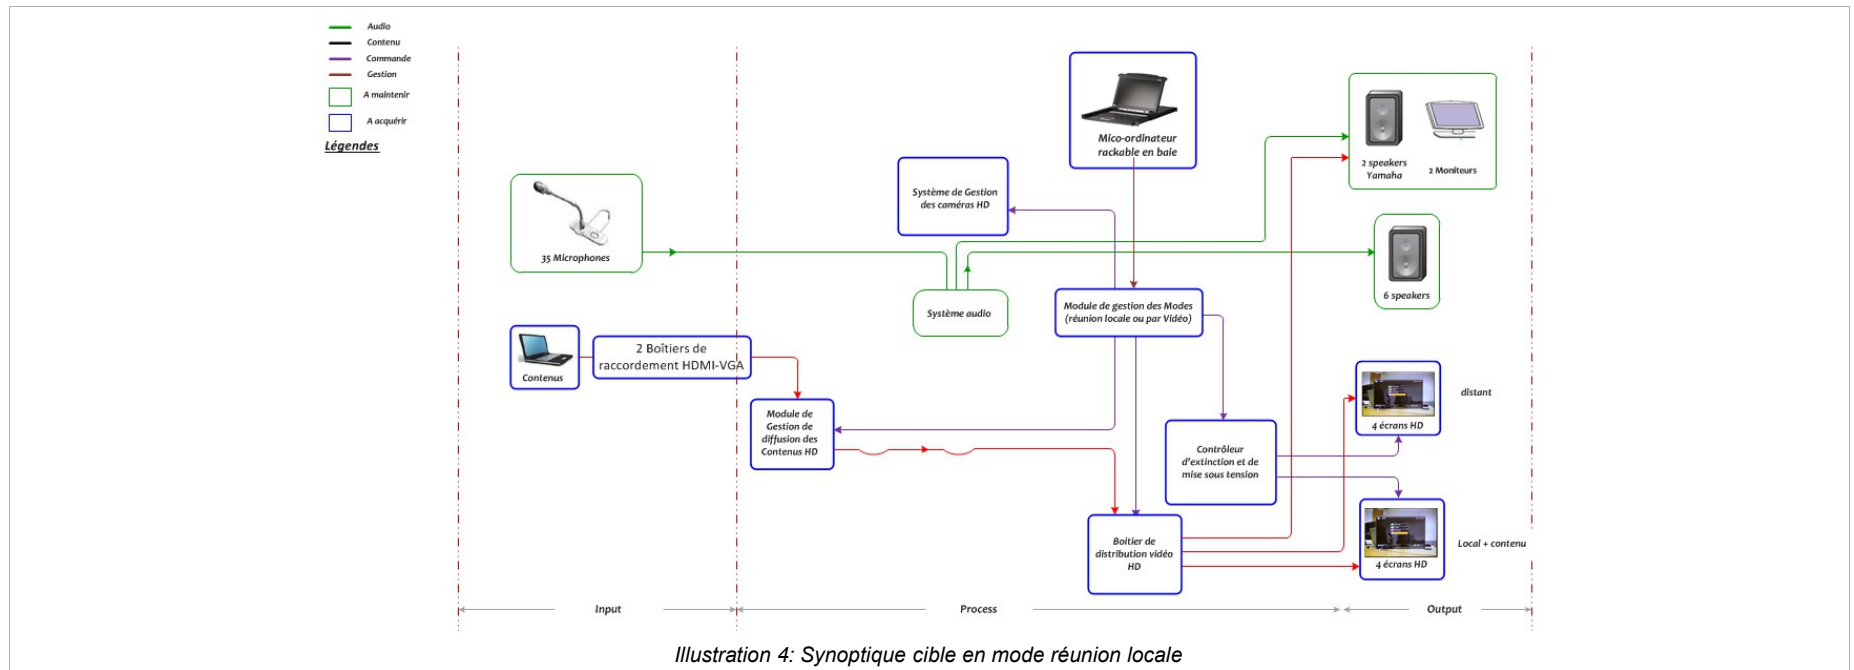 Audio
Contenu
Commande
Gestion
A maintenir
A acquérir
Légendes
35 Microphones
Contenus
2 Boîtiers de
raccordement HDMI-VGA
Module de
Gestion de
diffusion des
Contenus HD
Système de Gestion
des caméras HD
Système audio
Mico-ordinateur
rackable en baie
Module de gestion des Modes
(réunion locale ou par Vidéo)
Contrôleur
d'extinction et de
mise sous tension
Boitier de
distribution vidéo
HD
2 speakers
Yamaha
2 Moniteurs
6 speakers
4 écrans HD
distant
4 écrans HD
Local + contenu
Input
Process
Output
Illustration 4: Synoptique cible en mode réunion locale